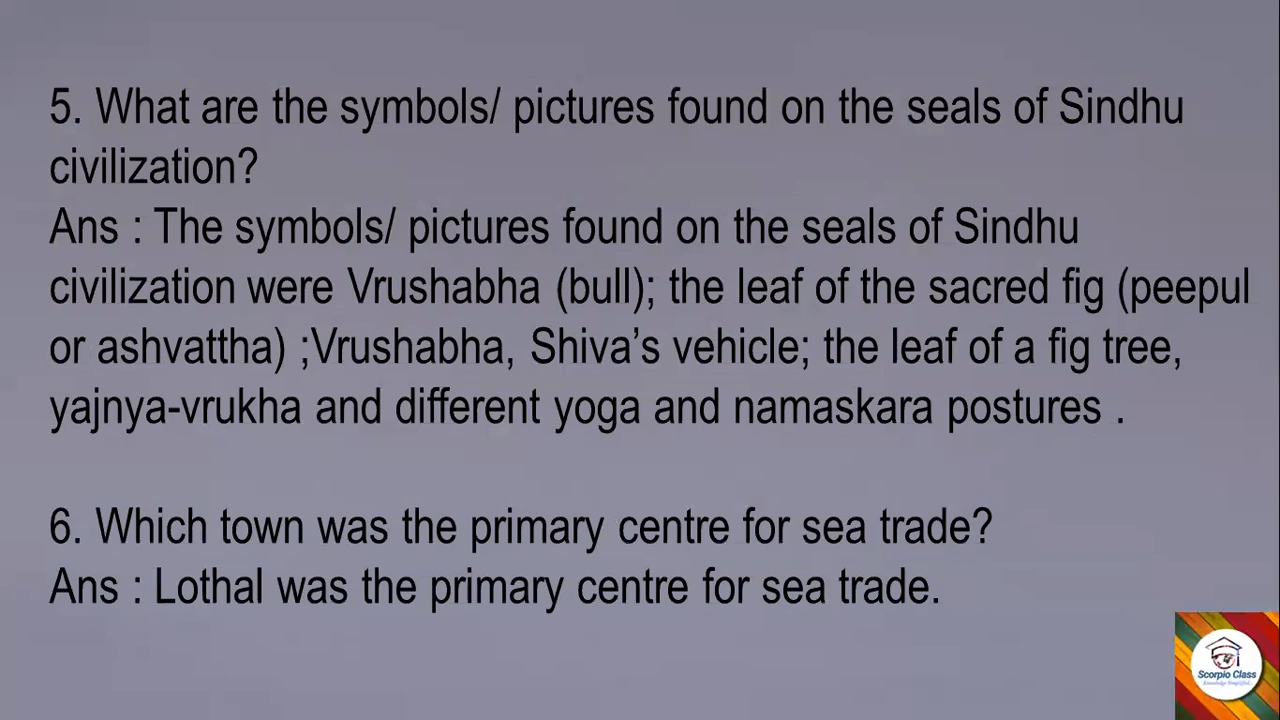 5. What are the symbols/ pictures found on the seals of Sindhu
civilization?
Ans : The symbols/ pictures found on the seals of Sindhu
civilization were Vrushabha (bull); the leaf of the sacred fig (peepul
or ashvattha) ;Vrushabha, Shiva's vehicle; the leaf of a fig tree,
yajnya-vrukha and different yoga and namaskara postures .
6. Which town was the primary centre for sea trade?
Ans : Lothal was the primary centre for sea trade.
Scorpio Class